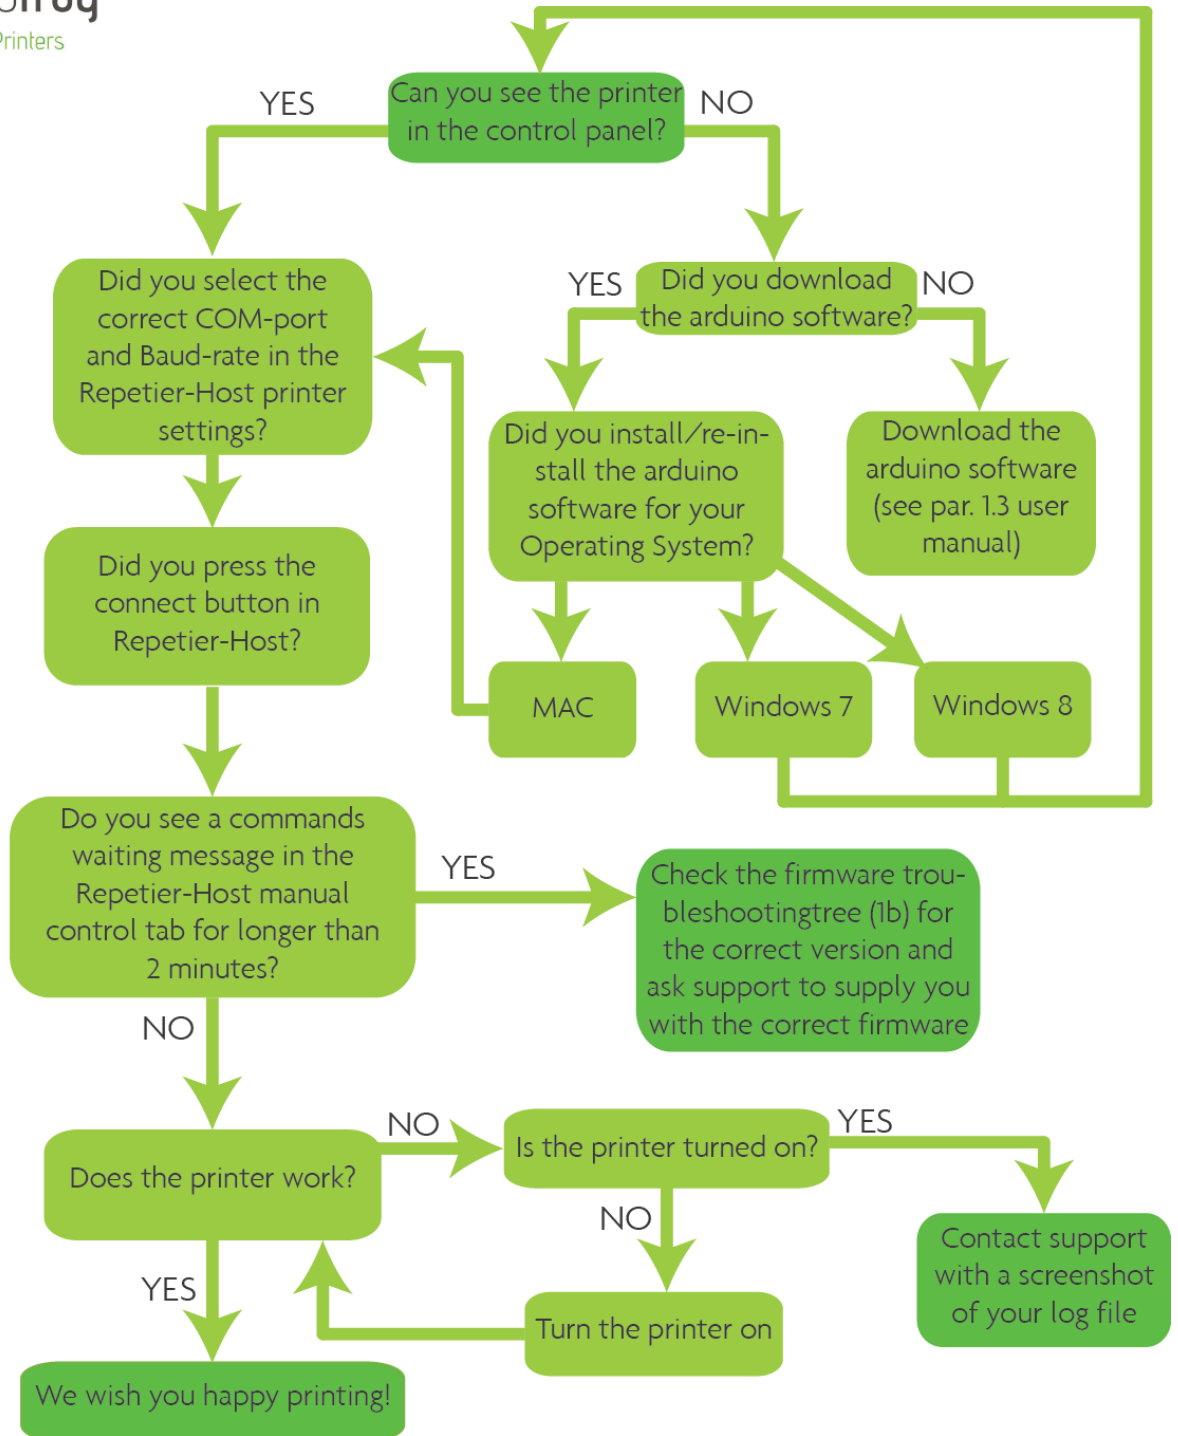 Printers
YES
Can you see the printer
in the control panel?
NO
Did you select the
correct COM-port
and Baud-rate in the
Repetier-Host printer
settings?
YES
Did you download
the arduino software?
NO
Did you install/re-in-
stall the arduino
software for your
Operating System?
Download the
arduino software
(see par. 1.3 user
manual)
Did you press the
connect button in
Repetier-Host?
MAC
Windows 7
Windows 8
Do you see a commands
waiting message in the
Repetier-Host manual
control tab for longer than
2 minutes?
YES
Check the firmware trou-
bleshootingtree (1b) for
the correct version and
ask support to supply you
with the correct firmware
NO
Does the printer work?
NO
Is the printer turned on?
YES
NO
Contact support
with a screenshot
of your log file
YES
Turn the printer on
We wish you happy printing!